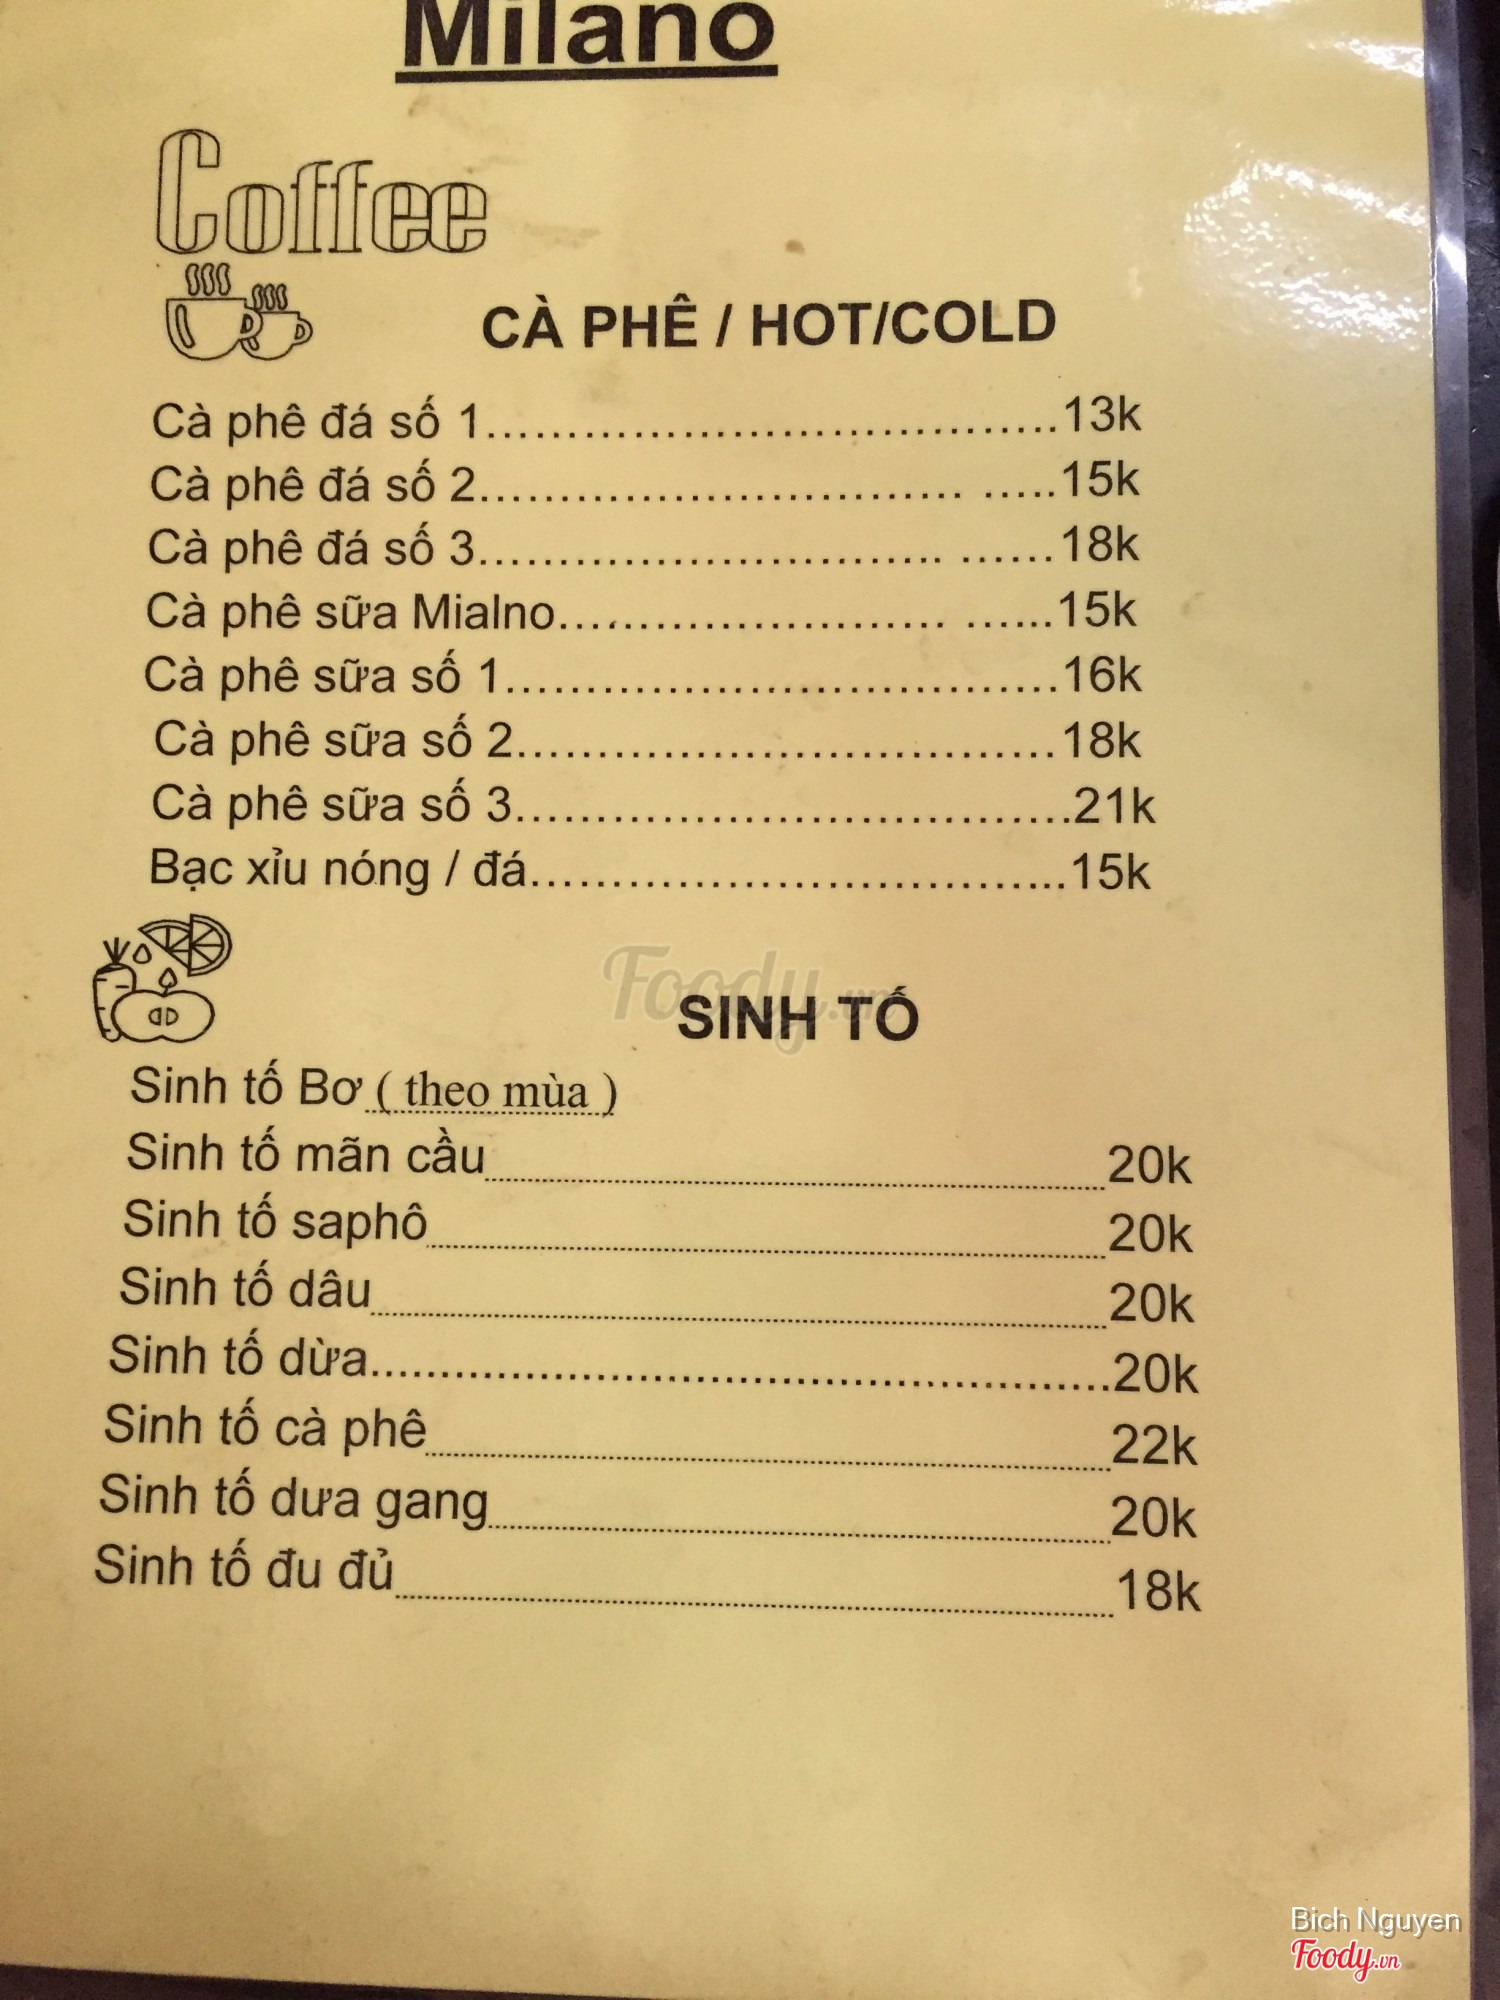 Milano
Coffee
CÀ PHÊ / HOT/COLD
Cà phê đá số 1.......................................13k
Cà phê đá số 2.............................. .....15k
Cà phê đá số 3............................. ......18k
Cà phê sữa Mialno........................ ......15k
Cà phê sữa số 1..................................16k
Cà phê sữa số 2..................................18k
Cà phê sữa số 3..................................21k
Bạc xỉu nóng / đá.................................15k
Foody.vn
SINH TỐ
Sinh tố Bơ ( theo mùa )
Sinh tố mãn cầu 20k
Sinh tố saphô 20k
Sinh tố dâu 20k
Sinh tố dừa....................................................20k
Sinh tố cà phê 22k
Sinh tố dưa gang 20k
Sinh tố đu đủ 18k
Bich Nguyen
Foody.vn